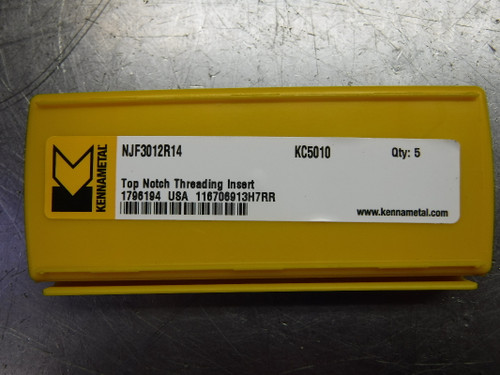 KENNAMETAL
NJF3012R14 KC5010 Qty: 5
Top Notch Threading Insert
1796194 USA 116706913H7RR
www.kennametal.com